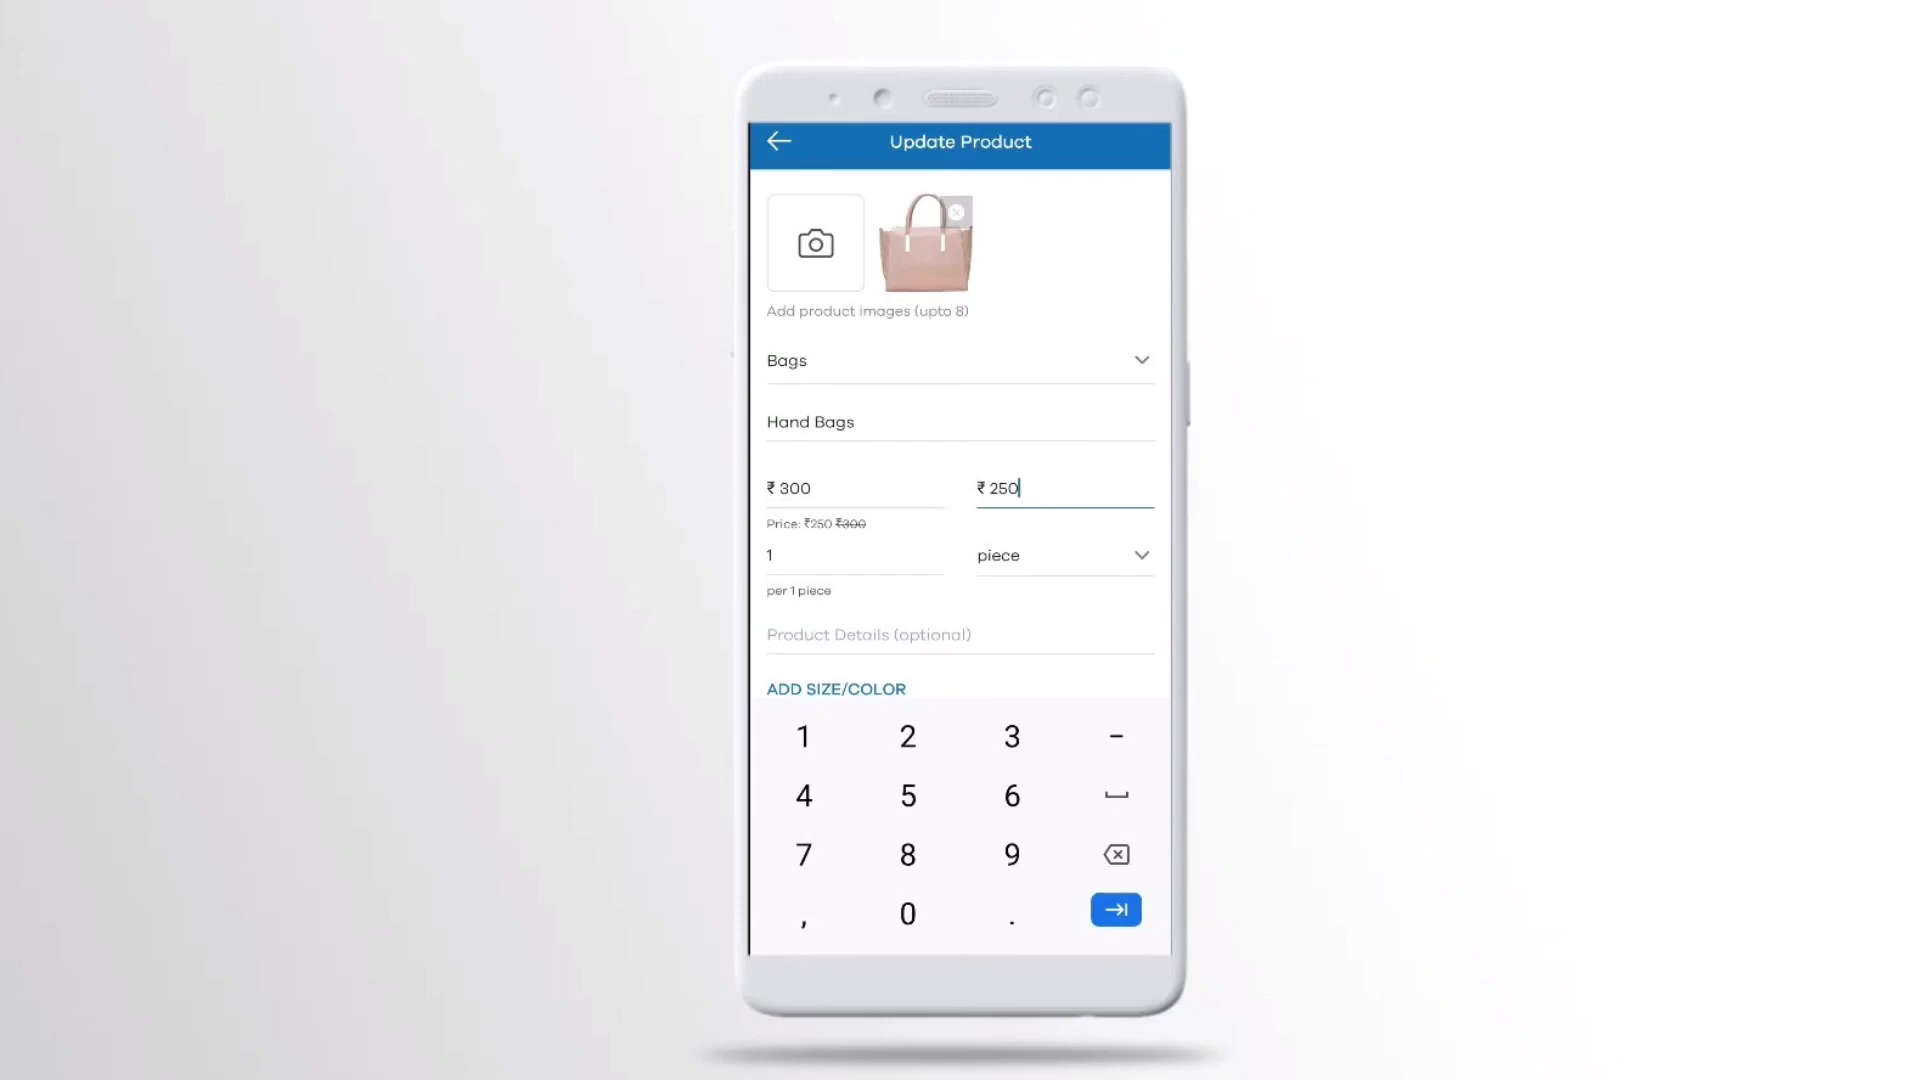 Update Product
Add product images (upto 8)
Bags
Hand Bags
₹ 300
₹ 250
Price: ₹250 ₹300
1
piece
per 1 piece
Product Details (optional)
ADD SIZE/COLOR
1 2 3 -
4 5 6
7 8 9
, 0 .